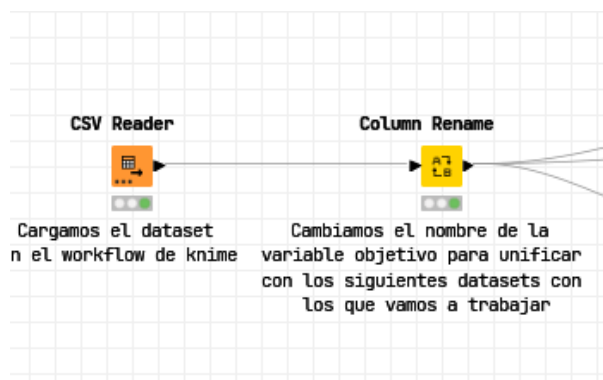 CSV Reader
Column Rename
Cargamos el dataset
n el workflow de knime
Cambiamos el nombre de la
variable objetivo para unificar
con los siguientes datasets con
los que vamos a trabajar